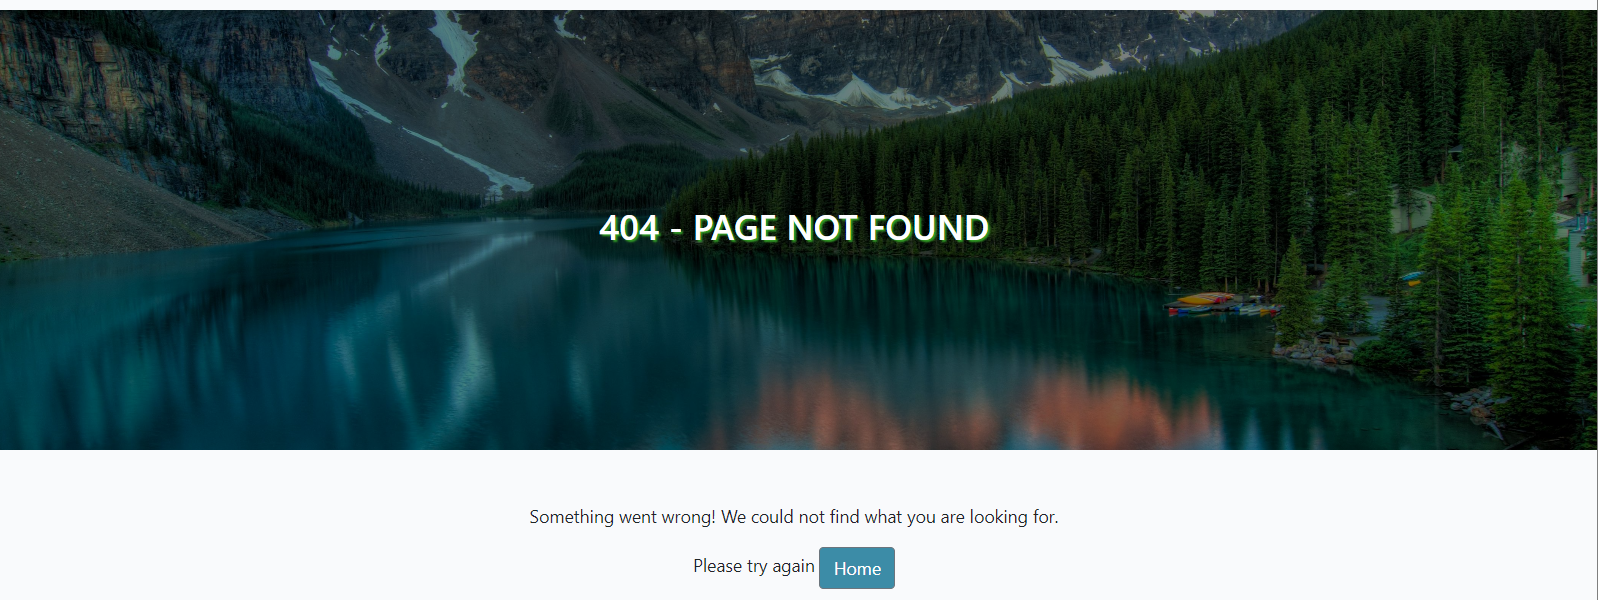 404 - PAGE NOT FOUND
Something went wrong! We could not find what you are looking for.
Please try again Home